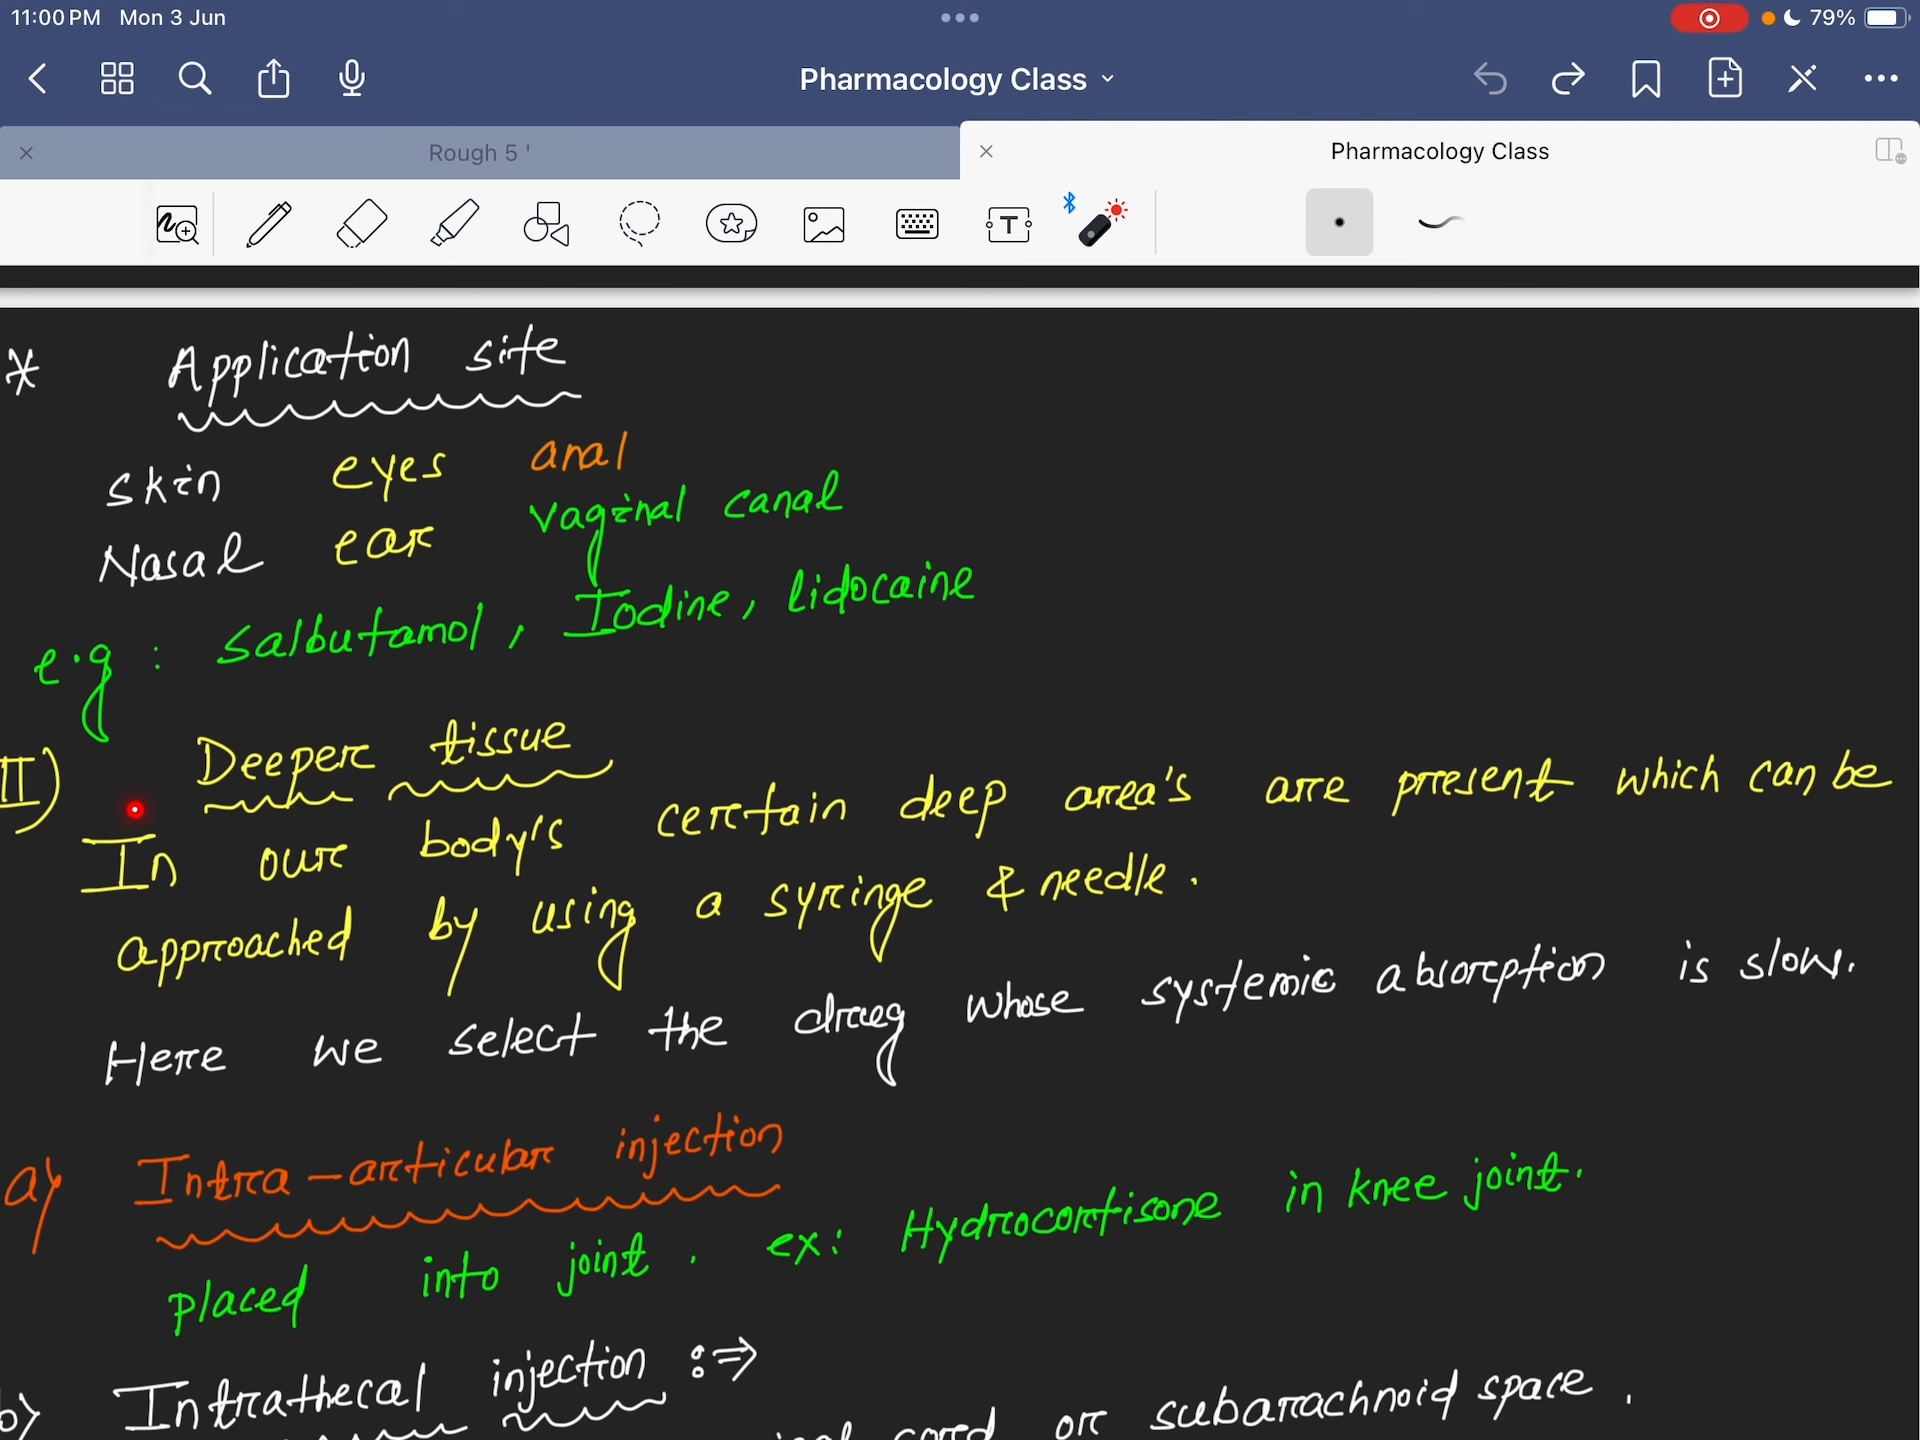 11:00 PM Mon 3 Jun
79%
Pharmacology Class
Rough 5 '
Pharmacology Class
T
* Application site
skin eyes anal
Nasal ear vaginal canal
e.g : salbutamol, Iodine, lidocaine
II) Deeper tissue
In our body's certain deep area's are present which can be
approached by using a syringe & needle.
Here we select the drug whose systemic absorption is slow.
a) Intra-articular injection
placed into joint. ex: Hydrocortisone in knee joint.
b) Intrathecal injection :⇒
cord or subarachnoid space.